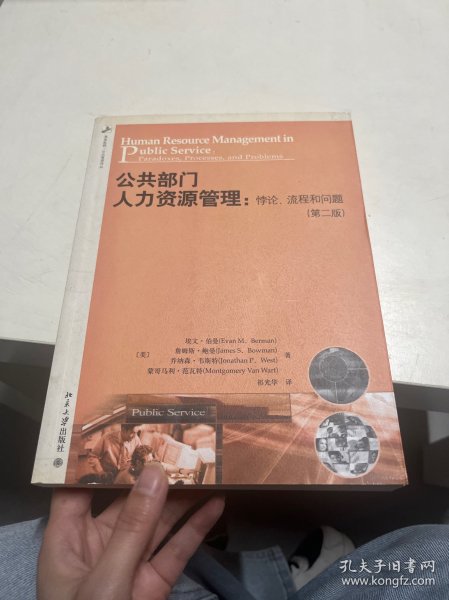 Human Resource Management in
Public Service:
Paradoxes, Processes, and Problems
公共部门
人力资源管理：悖论、流程和问题
(第二版)
埃文·伯曼(Evan M. Berman)
[美] 詹姆斯·鲍曼(James S. Bowman) 著
乔纳森·韦斯特(Jonathan P. West)
蒙哥马利·范瓦特(Montgomery Van Wart)
祁光华 译
Public Service
北京大学出版社
孔夫子旧书网
www.kongfz.com